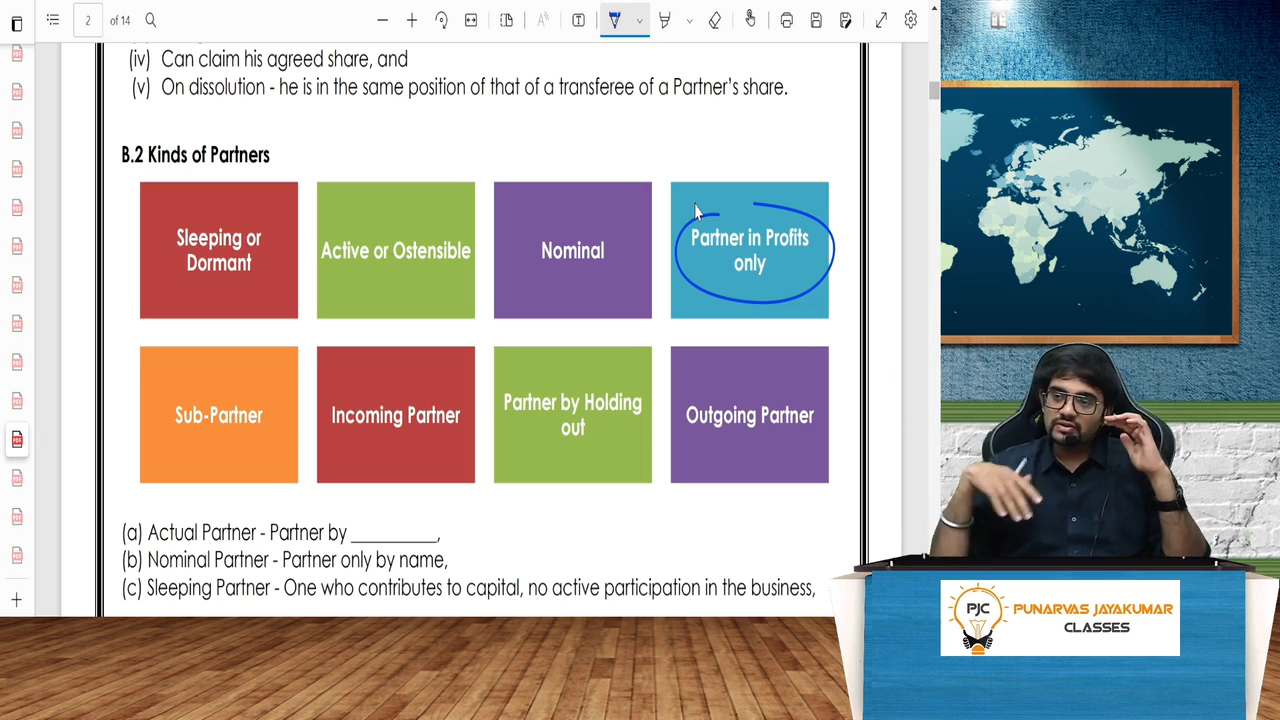 2 of 14
(iv) Can claim his agreed share, and
(v) On dissolution - he is in the same position of that of a transferee of a Partner's share.
B.2 Kinds of Partners
Sleeping or
Dormant
Active or Ostensible
Nominal
Partner in Profits
only
Sub-Partner
Incoming Partner
Partner by Holding
out
Outgoing Partner
(a) Actual Partner - Partner by __________,
(b) Nominal Partner - Partner only by name,
(c) Sleeping Partner - One who contributes to capital, no active participation in the business,
PJC
PUNARVAS JAYAKUMAR
CLASSES